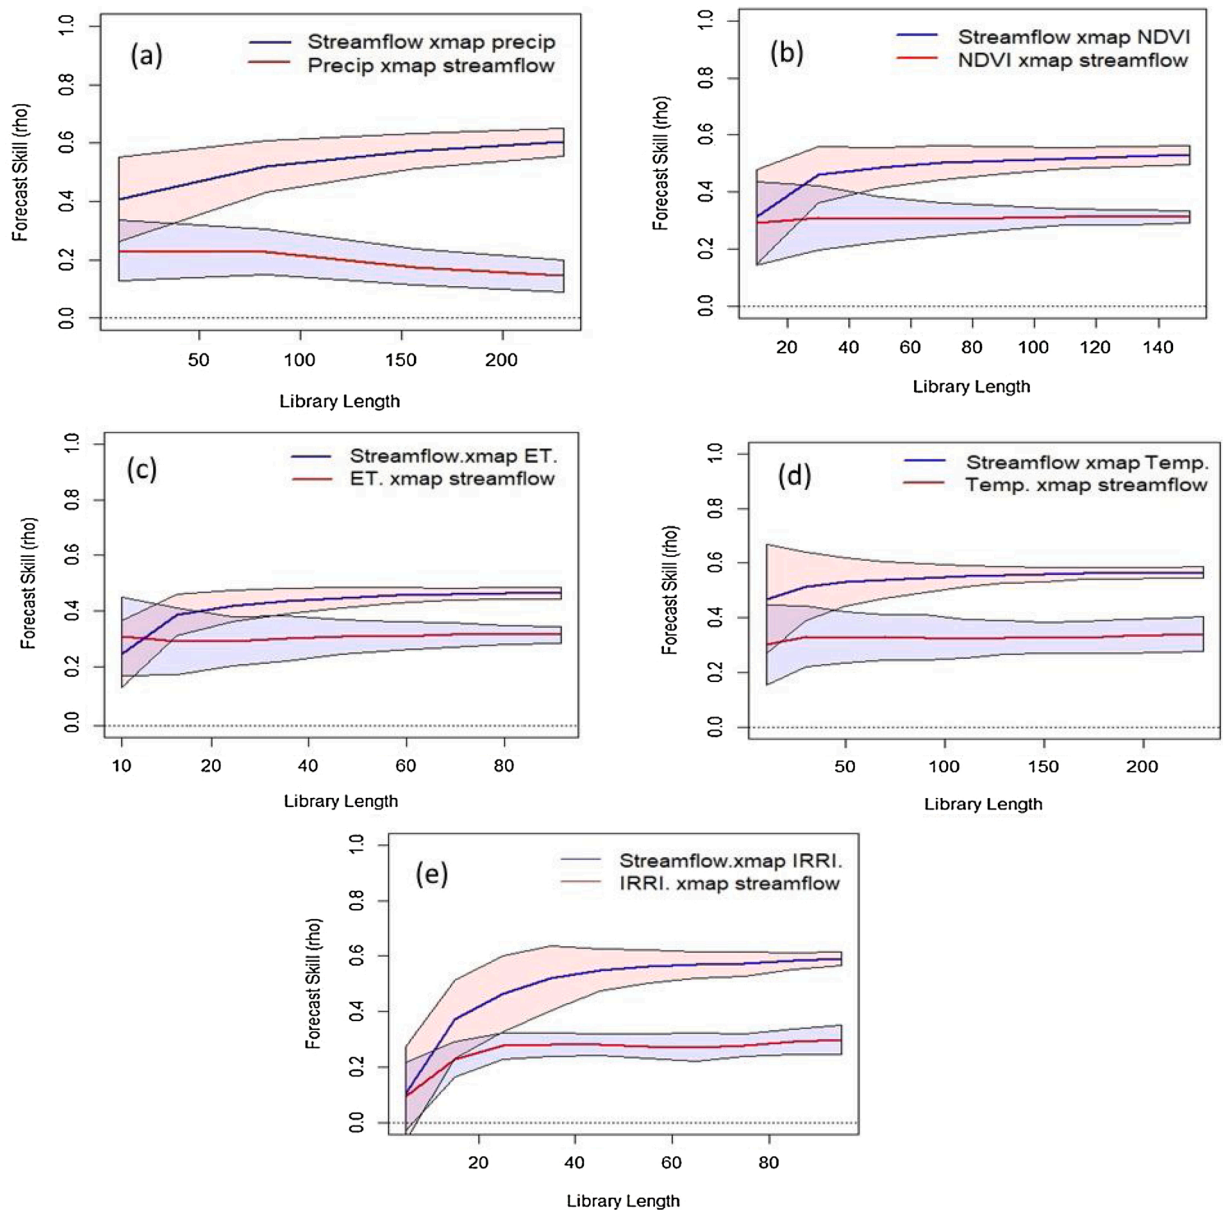 (a)
Streamflow xmap precip
Precip xmap streamflow
Forecast Skill (rho)
1.0
0.8
0.6
0.4
0.2
0.0
50 100 150 200
Library Length
(b)
Streamflow xmap NDVI
NDVI xmap streamflow
Forecast Skill (rho)
1.0
0.8
0.6
0.4
0.2
0.0
20 40 60 80 100 120 140
Library Length
(c)
Streamflow.xmap ET.
ET. xmap streamflow
Forecast Skill (rho)
1.0
0.8
0.6
0.4
0.2
0.0
10 20 40 60 80
Library Length
(d)
Streamflow xmap Temp.
Temp. xmap streamflow
Forecast Skill (rho)
1.0
0.8
0.6
0.4
0.2
0.0
50 100 150 200
Library Length
(e)
Streamflow.xmap IRRI.
IRRI. xmap streamflow
Forecast Skill (rho)
1.0
0.8
0.6
0.4
0.2
0.0
20 40 60 80
Library Length